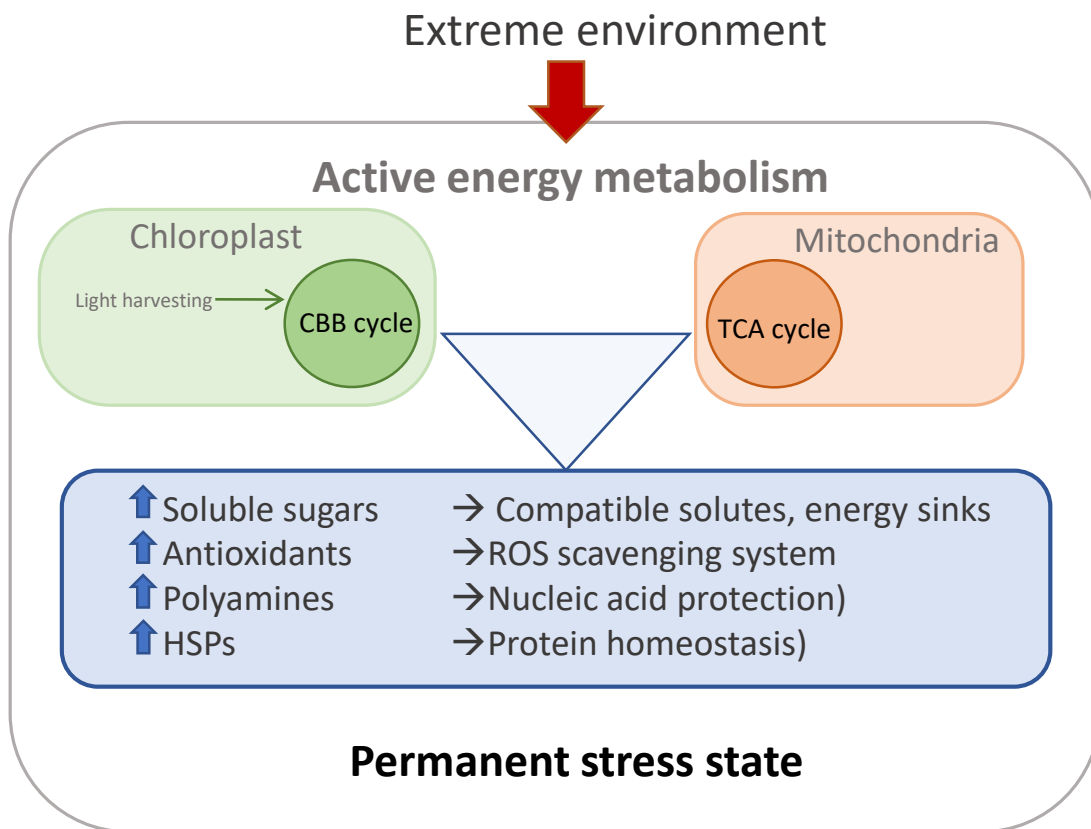 Extreme environment
Active energy metabolism
Chloroplast
Mitochondria
Light harvesting
CBB cycle
TCA cycle
Soluble sugars → Compatible solutes, energy sinks
Antioxidants → ROS scavenging system
Polyamines → Nucleic acid protection)
HSPs → Protein homeostasis)
Permanent stress state